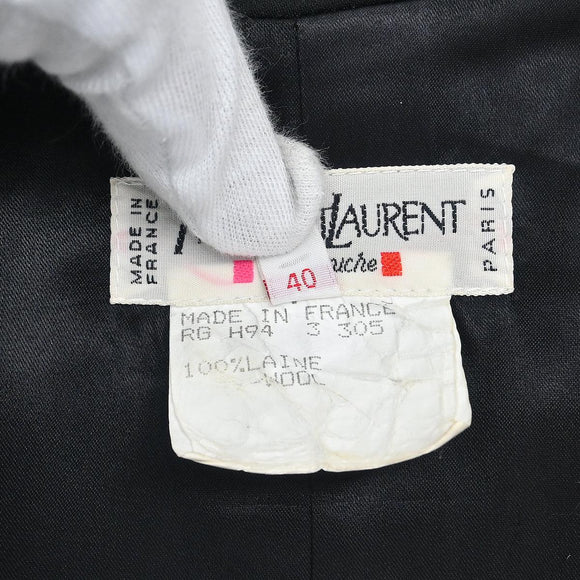 MADE IN
FRANCE
LAURENT
PARIS
uche
40
MADE IN FRANCE
RG H94 3 305
100%LAINE
-WOOL